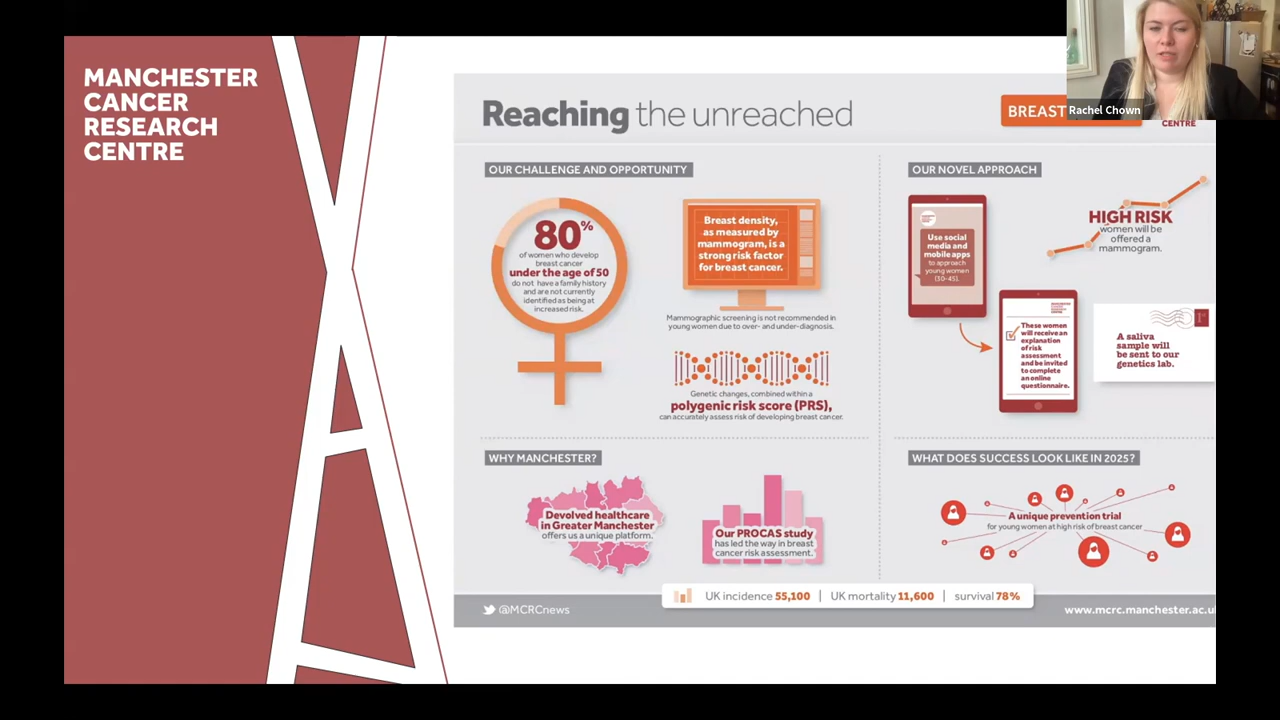 MANCHESTER
CANCER
RESEARCH
CENTRE
Reaching the unreached
BREAST
Rachel Chown
CENTRE
OUR CHALLENGE AND OPPORTUNITY
80%
of women who develop
breast cancer
under the age of 50
do not have a family history
and are not currently
identified as being at
increased risk.
Breast density,
as measured by
mammogram, is a
strong risk factor
for breast cancer.
Mammographic screening is not recommended in
young women due to over- and under-diagnosis.
Genetic changes, combined within a
polygenic risk score (PRS),
can accurately assess risk of developing breast cancer.
OUR NOVEL APPROACH
Use social
media and
mobile apps
to approach
young women
(30-45).
HIGH RISK
women will be
offered a
mammogram.
These women
will receive an
explanation
of risk
assessment
and be invited
to complete
an online
questionnaire.
1st
A saliva
sample will
be sent to our
genetics lab.
WHY MANCHESTER?
Devolved healthcare
in Greater Manchester
offers us a unique platform.
Our PROCAS study
has led the way in breast
cancer risk assessment.
WHAT DOES SUCCESS LOOK LIKE IN 2025?
A unique prevention trial
for young women at high risk of breast cancer
UK incidence 55,100 | UK mortality 11,600 | survival 78%
@MCRCnews
www.mcrc.manchester.ac.u